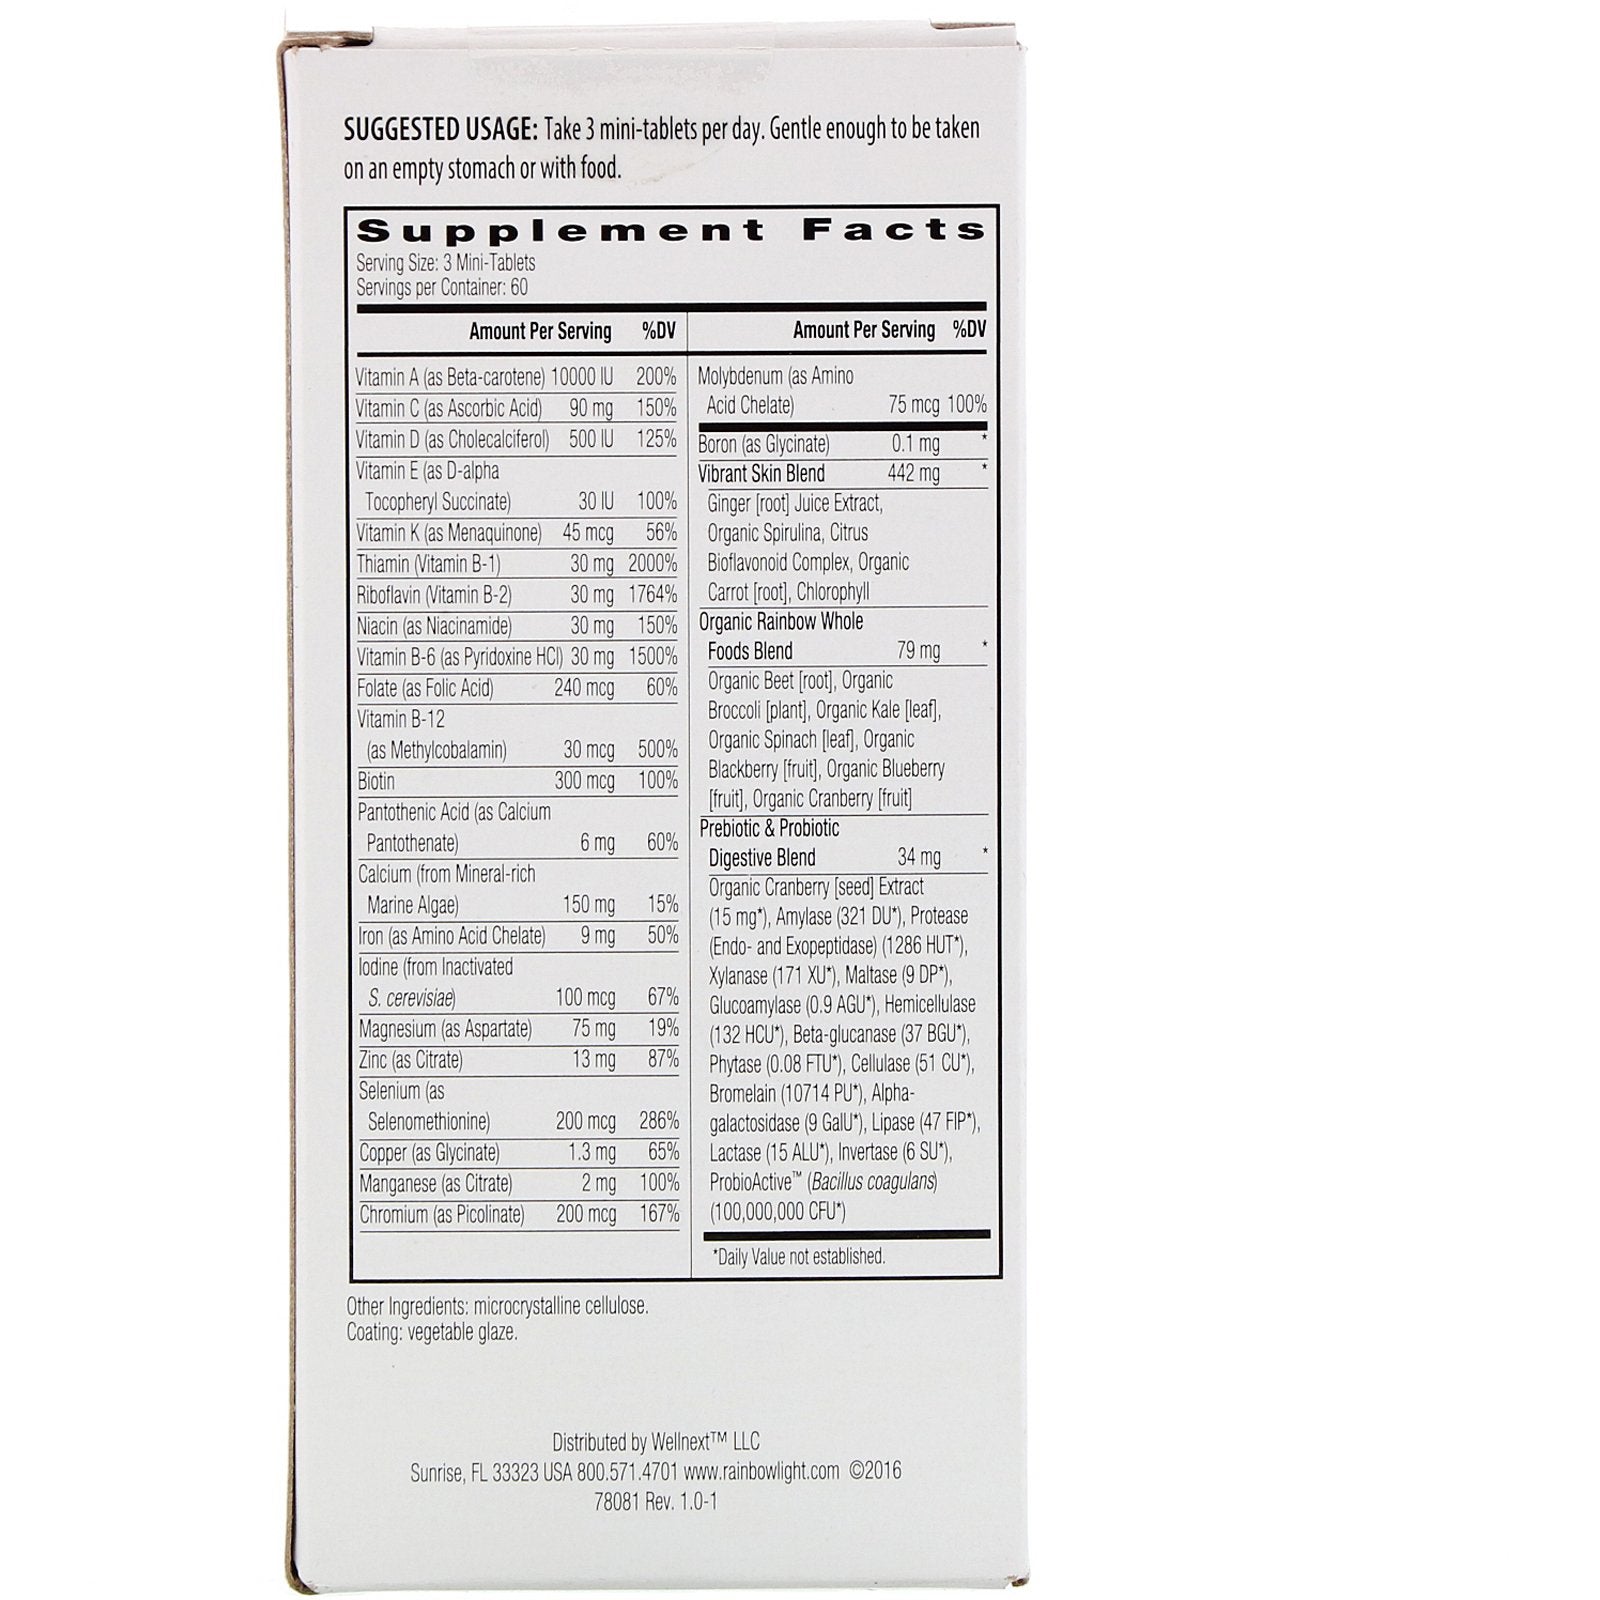 SUGGESTED USAGE: Take 3 mini-tablets per day. Gentle enough to be taken
on an empty stomach or with food.
Supplement Facts
Serving Size: 3 Mini-Tablets
Servings per Container: 60
Amount Per Serving %DV
Vitamin A (as Beta-carotene) 10000 IU 200%
Vitamin C (as Ascorbic Acid) 90 mg 150%
Vitamin D (as Cholecalciferol) 500 IU 125%
Vitamin E (as D-alpha
Tocopheryl Succinate) 30 IU 100%
Vitamin K (as Menaquinone) 45 mcg 56%
Thiamin (Vitamin B-1) 30 mg 2000%
Riboflavin (Vitamin B-2) 30 mg 1764%
Niacin (as Niacinamide) 30 mg 150%
Vitamin B-6 (as Pyridoxine HCl) 30 mg 1500%
Folate (as Folic Acid) 240 mcg 60%
Vitamin B-12
(as Methylcobalamin) 30 mcg 500%
Biotin 300 mcg 100%
Pantothenic Acid (as Calcium
Pantothenate) 6 mg 60%
Calcium (from Mineral-rich
Marine Algae) 150 mg 15%
Iron (as Amino Acid Chelate) 9 mg 50%
Iodine (from Inactivated
S. cerevisiae) 100 mcg 67%
Magnesium (as Aspartate) 75 mg 19%
Zinc (as Citrate) 13 mg 87%
Selenium (as
Selenomethionine) 200 mcg 286%
Copper (as Glycinate) 1.3 mg 65%
Manganese (as Citrate) 2 mg 100%
Chromium (as Picolinate) 200 mcg 167%
Amount Per Serving %DV
Molybdenum (as Amino
Acid Chelate) 75 mcg 100%
Boron (as Glycinate) 0.1 mg *
Vibrant Skin Blend 442 mg *
Ginger [root] Juice Extract,
Organic Spirulina, Citrus
Bioflavonoid Complex, Organic
Carrot [root], Chlorophyll
Organic Rainbow Whole
Foods Blend 79 mg *
Organic Beet [root], Organic
Broccoli [plant], Organic Kale [leaf],
Organic Spinach [leaf], Organic
Blackberry [fruit], Organic Blueberry
[fruit], Organic Cranberry [fruit]
Prebiotic & Probiotic
Digestive Blend 34 mg *
Organic Cranberry [seed] Extract
(15 mg*), Amylase (321 DU*), Protease
(Endo- and Exopeptidase) (1286 HUT*),
Xylanase (171 XU*), Maltase (9 DP*),
Glucoamylase (0.9 AGU*), Hemicellulase
(132 HCU*), Beta-glucanase (37 BGU*),
Phytase (0.08 FTU*), Cellulase (51 CU*),
Bromelain (10714 PU*), Alpha-
galactosidase (9 GalU*), Lipase (47 FIP*),
Lactase (15 ALU*), Invertase (6 SU*),
ProbioActive™ (Bacillus coagulans)
(100,000,000 CFU*)
*Daily Value not established.
Other Ingredients: microcrystalline cellulose.
Coating: vegetable glaze.
Distributed by Wellnext™ LLC
Sunrise, FL 33323 USA 800.571.4701 www.rainbowlight.com ©2016
78081 Rev. 1.0-1